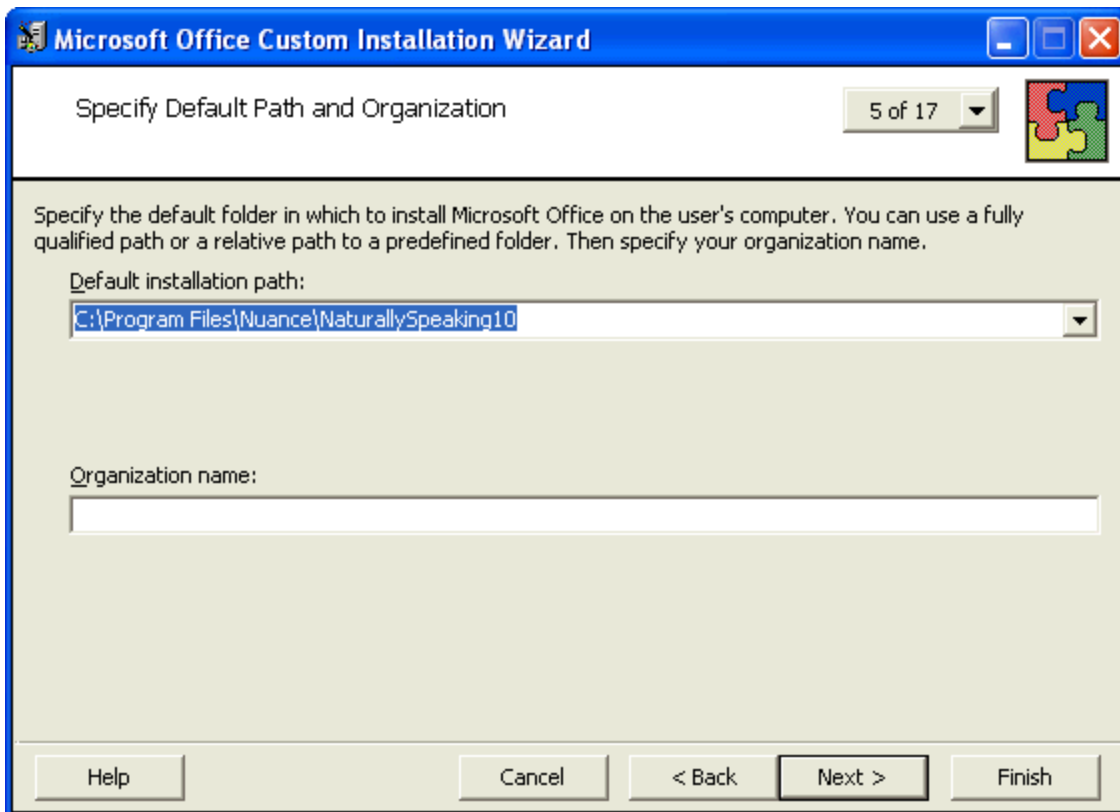 Microsoft Office Custom Installation Wizard
Specify Default Path and Organization
5 of 17
Specify the default folder in which to install Microsoft Office on the user's computer. You can use a fully
qualified path or a relative path to a predefined folder. Then specify your organization name.
Default installation path:
C:\Program Files\Nuance\NaturallySpeaking10
Organization name:
Help
Cancel
< Back
Next >
Finish